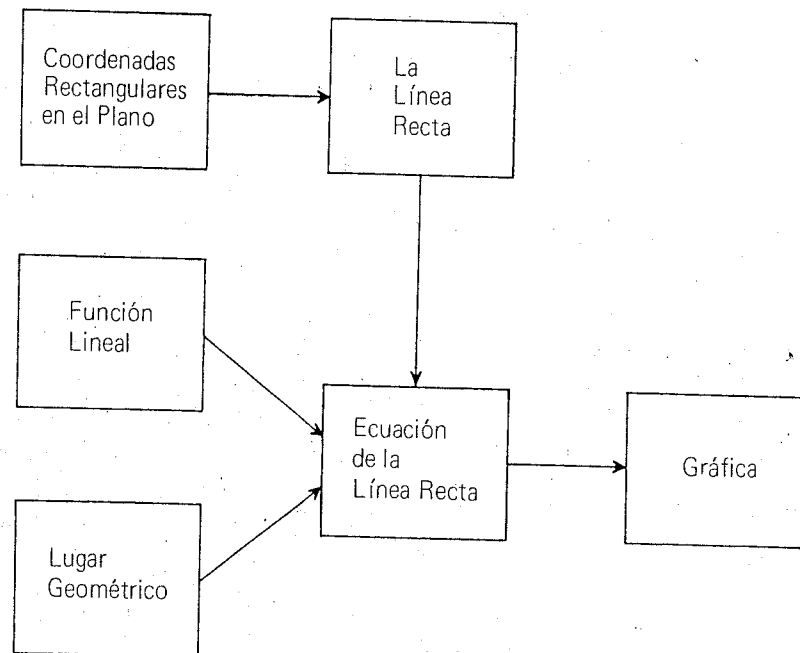 Coordenadas
Rectangulares
en el Plano
La
Línea
Recta
Función
Lineal
Ecuación
de la
Línea Recta
Gráfica
Lugar
Geométrico